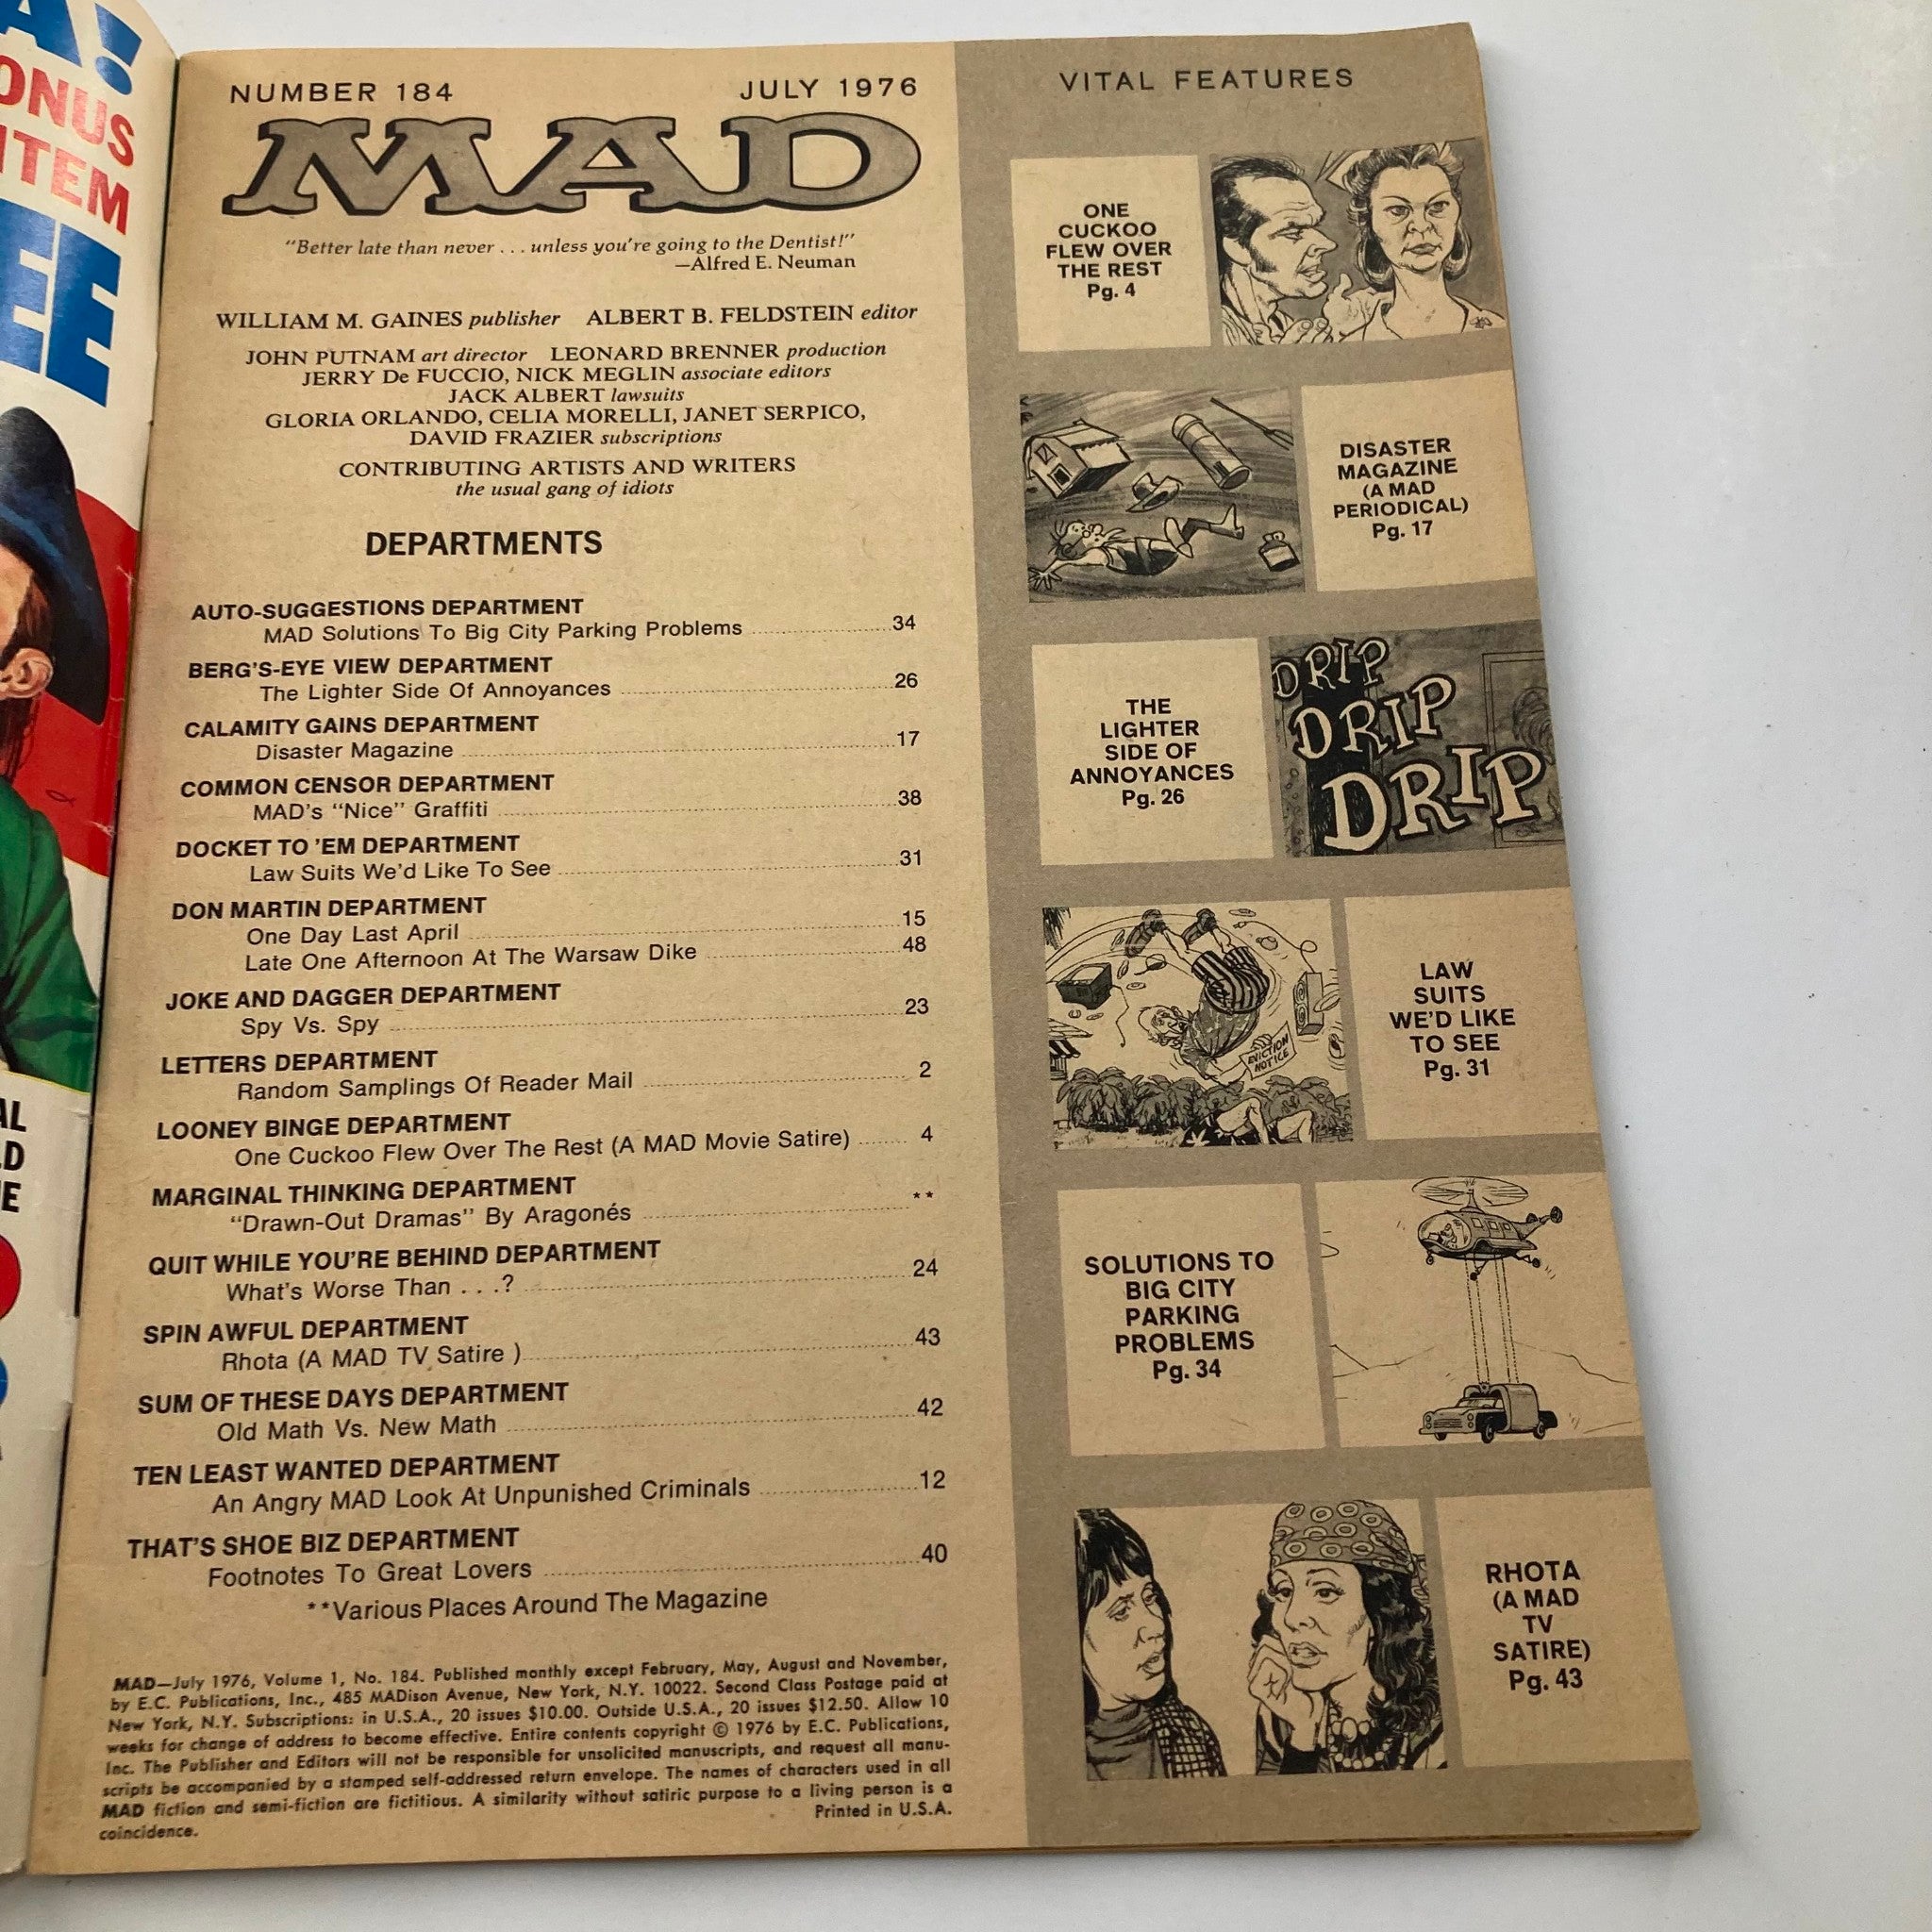 A!
ONUS
ITEM
EE
AL
LD
E
NUMBER 184 JULY 1976
MAD
"Better late than never . . . unless you're going to the Dentist!"
—Alfred E. Neuman
WILLIAM M. GAINES publisher ALBERT B. FELDSTEIN editor
JOHN PUTNAM art director LEONARD BRENNER production
JERRY De FUCCIO, NICK MEGLIN associate editors
JACK ALBERT lawsuits
GLORIA ORLANDO, CELIA MORELLI, JANET SERPICO,
DAVID FRAZIER subscriptions
CONTRIBUTING ARTISTS AND WRITERS
the usual gang of idiots
DEPARTMENTS
AUTO-SUGGESTIONS DEPARTMENT
MAD Solutions To Big City Parking Problems 34
BERG'S-EYE VIEW DEPARTMENT
The Lighter Side Of Annoyances 26
CALAMITY GAINS DEPARTMENT
Disaster Magazine 17
COMMON CENSOR DEPARTMENT
MAD's "Nice" Graffiti 38
DOCKET TO 'EM DEPARTMENT
Law Suits We'd Like To See 31
DON MARTIN DEPARTMENT
One Day Last April 15
Late One Afternoon At The Warsaw Dike 48
JOKE AND DAGGER DEPARTMENT
Spy Vs. Spy 23
LETTERS DEPARTMENT
Random Samplings Of Reader Mail 2
LOONEY BINGE DEPARTMENT
One Cuckoo Flew Over The Rest (A MAD Movie Satire) 4
MARGINAL THINKING DEPARTMENT
"Drawn-Out Dramas" By Aragonés **
QUIT WHILE YOU'RE BEHIND DEPARTMENT
What's Worse Than . . .? 24
SPIN AWFUL DEPARTMENT
Rhota (A MAD TV Satire ) 43
SUM OF THESE DAYS DEPARTMENT
Old Math Vs. New Math 42
TEN LEAST WANTED DEPARTMENT
An Angry MAD Look At Unpunished Criminals 12
THAT'S SHOE BIZ DEPARTMENT
Footnotes To Great Lovers 40
**Various Places Around The Magazine
MAD—July 1976, Volume 1, No. 184. Published monthly except February, May, August and November,
by E.C. Publications, Inc., 485 MADison Avenue, New York, N.Y. 10022. Second Class Postage paid at
New York, N.Y. Subscriptions: in U.S.A., 20 issues $10.00. Outside U.S.A., 20 issues $12.50. Allow 10
weeks for change of address to become effective. Entire contents copyright © 1976 by E.C. Publications,
Inc. The Publisher and Editors will not be responsible for unsolicited manuscripts, and request all manu-
scripts be accompanied by a stamped self-addressed return envelope. The names of characters used in all
MAD fiction and semi-fiction are fictitious. A similarity without satiric purpose to a living person is a
coincidence. Printed in U.S.A.
VITAL FEATURES
ONE
CUCKOO
FLEW OVER
THE REST
Pg. 4
DISASTER
MAGAZINE
(A MAD
PERIODICAL)
Pg. 17
THE
LIGHTER
SIDE OF
ANNOYANCES
Pg. 26
DRIP
DRIP
DRIP
EVICTION
NOTICE
LAW
SUITS
WE'D LIKE
TO SEE
Pg. 31
SOLUTIONS TO
BIG CITY
PARKING
PROBLEMS
Pg. 34
RHOTA
(A MAD
TV
SATIRE)
Pg. 43